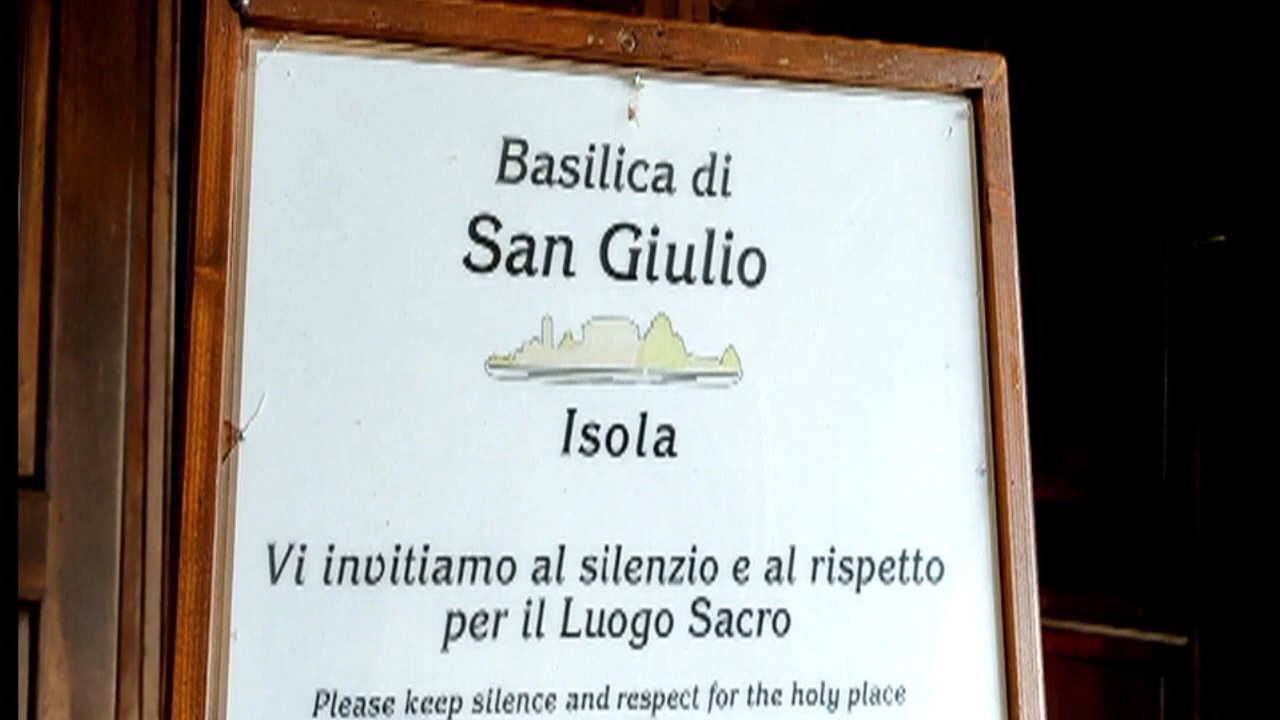 Basilica di
San Giulio
Isola
Vi invitiamo al silenzio e al rispetto
per il Luogo Sacro
Please keep silence and respect for the holy place